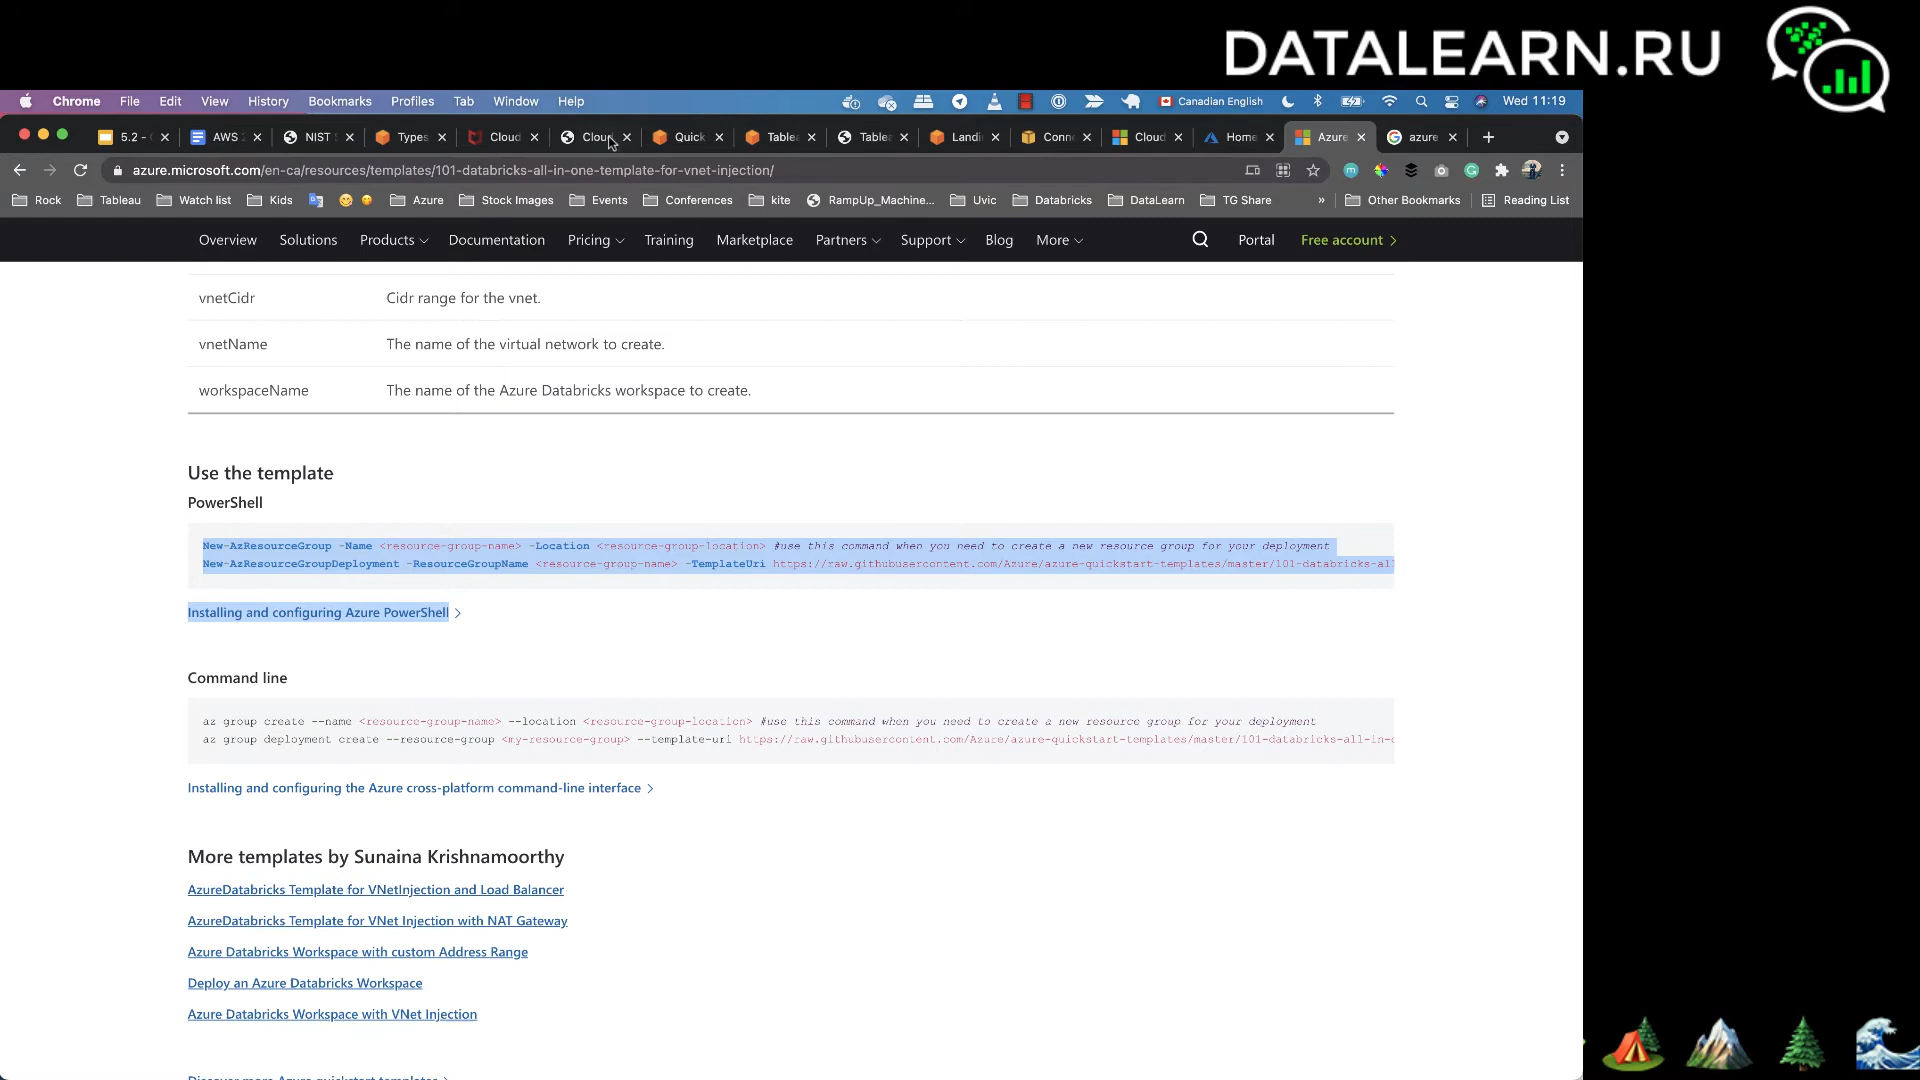 DATALEARN.RU
Chrome File Edit View History Bookmarks Profiles Tab Window Help Canadian English Wed 11:19
5.2 - AWS NIST Types Cloud Cloud Quick Table Table Landi Conn Cloud Home Azure azure
azure.microsoft.com/en-ca/resources/templates/101-databricks-all-in-one-template-for-vnet-injection/
Rock Tableau Watch list Kids Azure Stock Images Events Conferences kite RampUp_Machine... Uvic Databricks DataLearn TG Share » Other Bookmarks Reading List
Overview Solutions Products Documentation Pricing Training Marketplace Partners Support Blog More Portal Free account
vnetCidr Cidr range for the vnet.
vnetName The name of the virtual network to create.
workspaceName The name of the Azure Databricks workspace to create.
Use the template
PowerShell
New-AzResourceGroup -Name <resource-group-name> -Location <resource-group-location> #use this command when you need to create a new resource group for your deployment
New-AzResourceGroupDeployment -ResourceGroupName <resource-group-name> -TemplateUri https://raw.githubusercontent.com/Azure/azure-quickstart-templates/master/101-databricks-all
Installing and configuring Azure PowerShell
Command line
az group create --name <resource-group-name> --location <resource-group-location> #use this command when you need to create a new resource group for your deployment
az group deployment create --resource-group <my-resource-group> --template-uri https://raw.githubusercontent.com/Azure/azure-quickstart-templates/master/101-databricks-all-in-o
Installing and configuring the Azure cross-platform command-line interface
More templates by Sunaina Krishnamoorthy
AzureDatabricks Template for VNetInjection and Load Balancer
AzureDatabricks Template for VNet Injection with NAT Gateway
Azure Databricks Workspace with custom Address Range
Deploy an Azure Databricks Workspace
Azure Databricks Workspace with VNet Injection
Discover more Azure quickstart templates